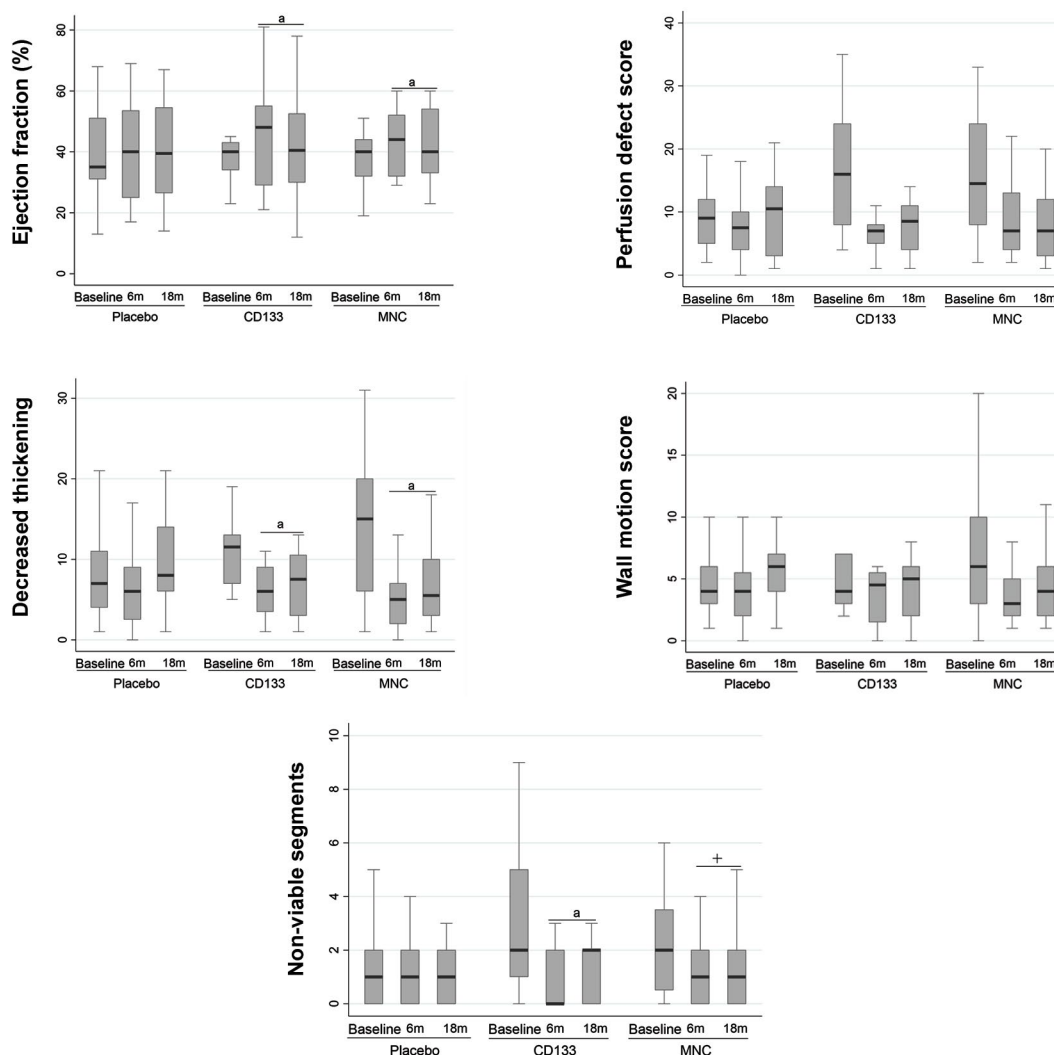 Ejection fraction (%)
80
60
40
20
0
a
a
Baseline 6m 18m Baseline 6m 18m Baseline 6m 18m
Placebo CD133 MNC
Perfusion defect score
40
30
20
10
0
Baseline 6m 18m Baseline 6m 18m Baseline 6m 18m
Placebo CD133 MNC
Decreased thickening
30
20
10
0
a
a
Baseline 6m 18m Baseline 6m 18m Baseline 6m 18m
Placebo CD133 MNC
Wall motion score
20
15
10
5
0
Baseline 6m 18m Baseline 6m 18m Baseline 6m 18m
Placebo CD133 MNC
Non-viable segments
10
8
6
4
2
0
a
+
Baseline 6m 18m Baseline 6m 18m Baseline 6m 18m
Placebo CD133 MNC